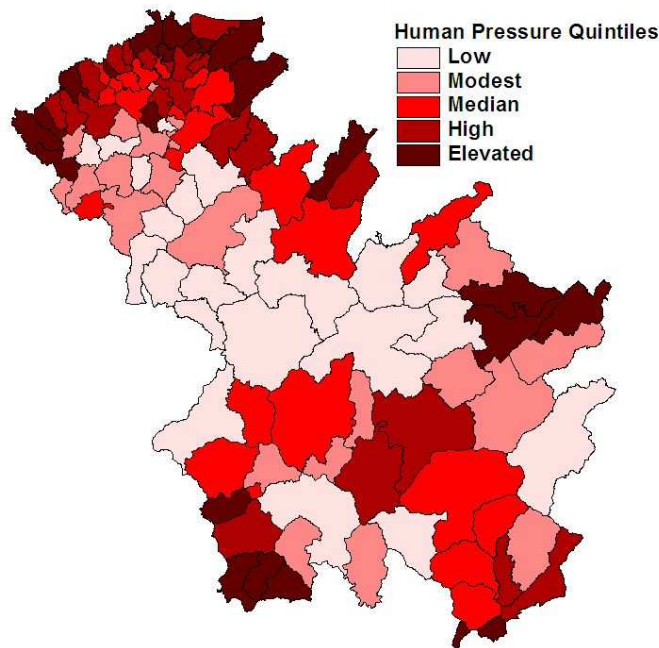 Human Pressure Quintiles
Low
Modest
Median
High
Elevated